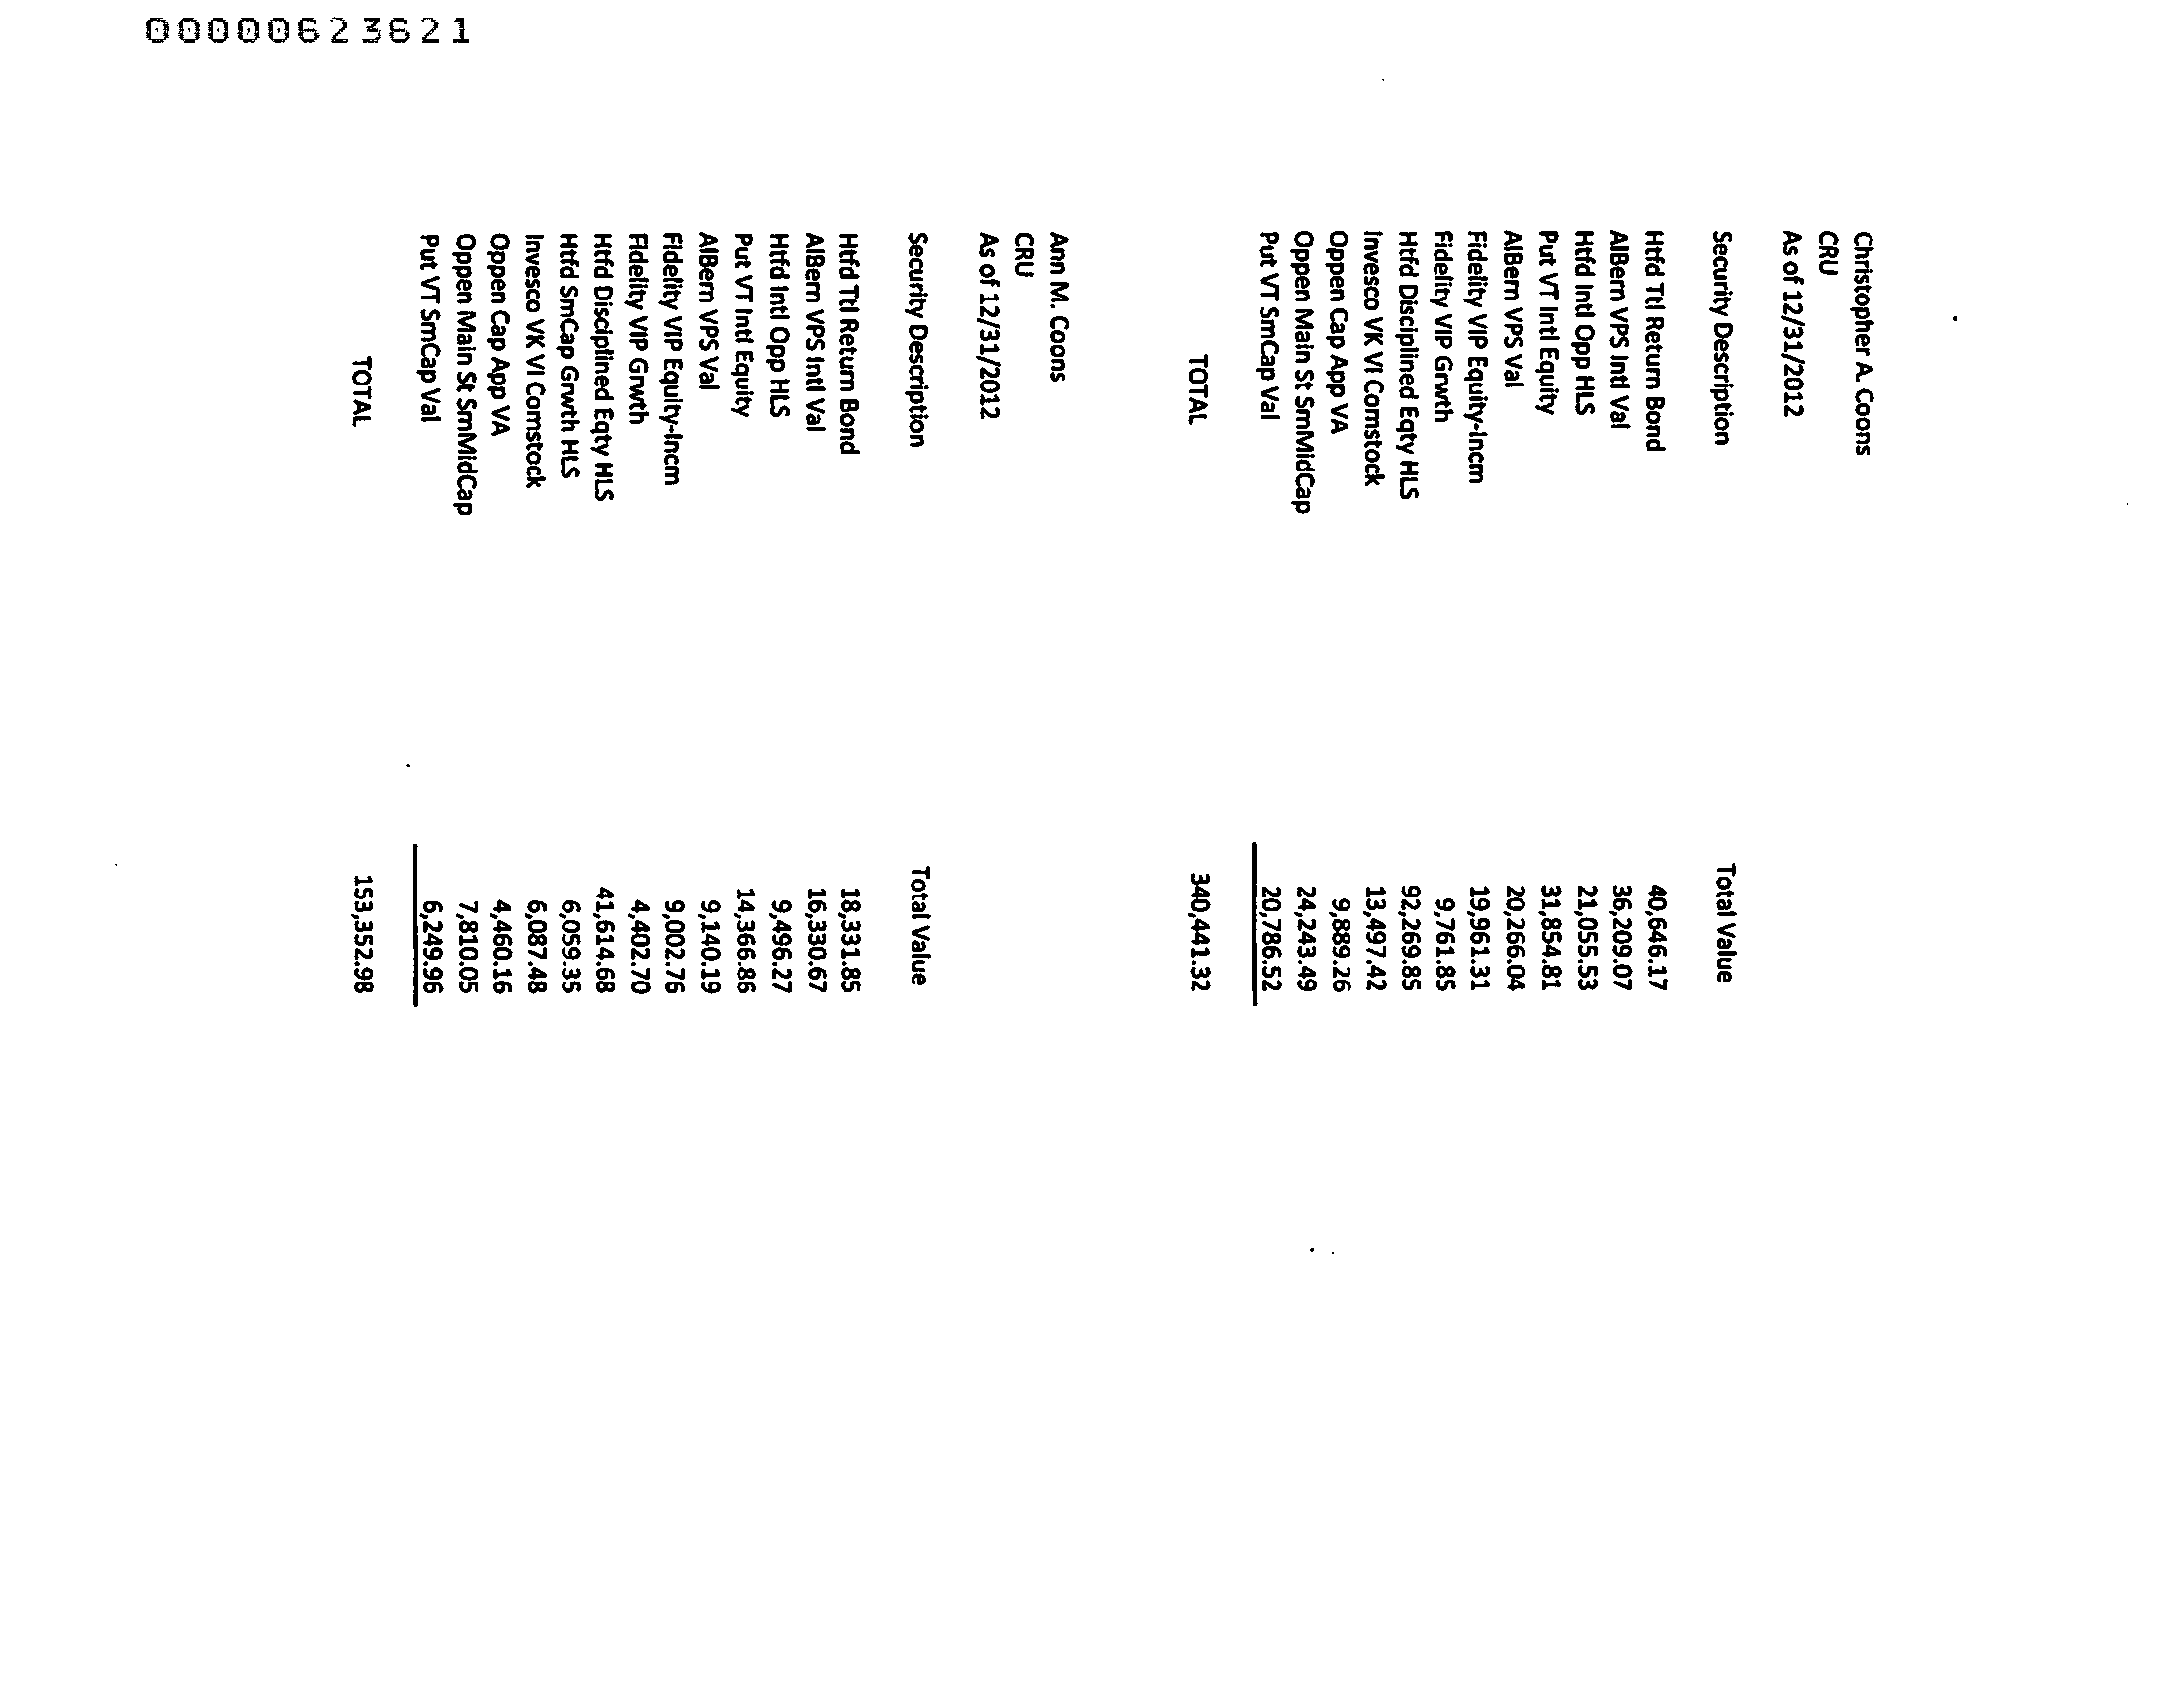 00000623621
Christopher A. Coons
CRU
As of 12/31/2012
Security Description Total Value
Htfd Ttl Return Bond 40,646.17
AlBern VPS Intl Val 36,209.07
Htfd Intl Opp HLS 21,055.53
Put VT Intl Equity 31,854.81
AlBern VPS Val 20,266.04
Fidelity VIP Equity-Incm 19,961.31
Fidelity VIP Grwth 9,761.85
Htfd Disciplined Eqty HLS 92,269.85
Invesco VK VI Comstock 13,497.42
Oppen Cap App VA 9,889.26
Oppen Main St SmMidCap 24,243.49
Put VT SmCap Val 20,786.52
TOTAL 340,441.32
Ann M. Coons
CRU
As of 12/31/2012
Security Description Total Value
Htfd Ttl Return Bond 18,331.85
AlBern VPS Intl Val 16,330.67
Htfd Intl Opp HLS 9,496.27
Put VT Intl Equity 14,366.86
AlBern VPS Val 9,140.19
Fidelity VIP Equity-Incm 9,002.76
Fidelity VIP Grwth 4,402.70
Htfd Disciplined Eqty HLS 41,614.68
Htfd SmCap Grwth HLS 6,059.35
Invesco VK VI Comstock 6,087.48
Oppen Cap App VA 4,460.16
Oppen Main St SmMidCap 7,810.05
Put VT SmCap Val 6,249.96
TOTAL 153,352.98